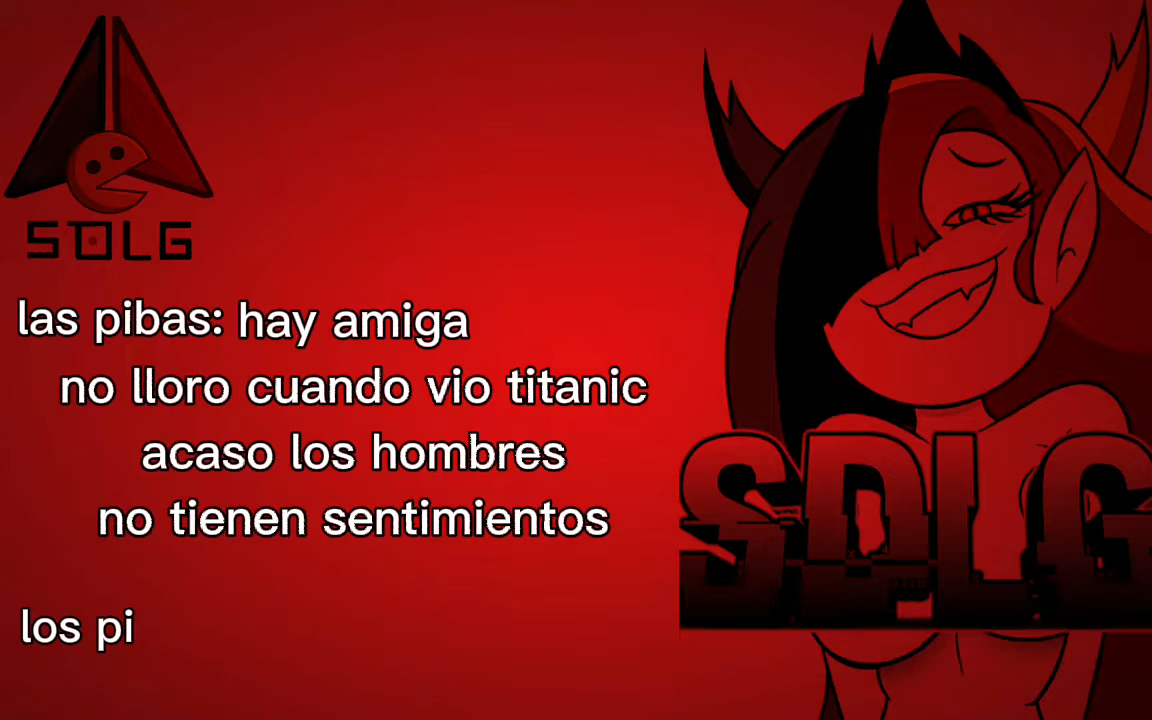 SDLG
las pibas: hay amiga
no lloro cuando vio titanic
acaso los hombres
no tienen sentimientos
SDLG
los pi